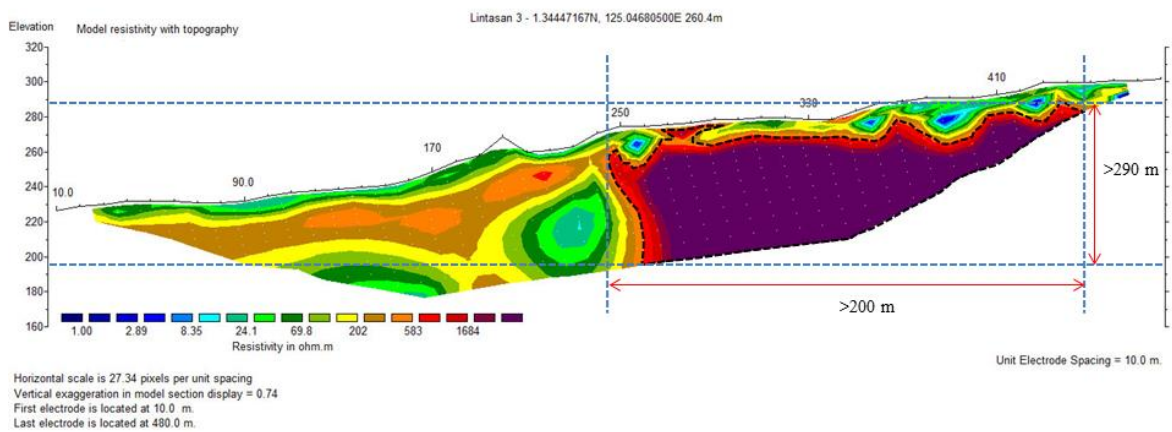 Lintasan 3 - 1.34447167N, 125.04680500E 260.4m
Elevation
Model resistivity with topography
320
300
280
260
240
220
200
180
160
10.0
90.0
170
250
330
410
>290 m
>200 m
1.00 2.89 8.35 24.1 69.8 202 583 1684
Resistivity in ohm.m
Unit Electrode Spacing = 10.0 m.
Horizontal scale is 27.34 pixels per unit spacing
Vertical exaggeration in model section display = 0.74
First electrode is located at 10.0 m.
Last electrode is located at 480.0 m.